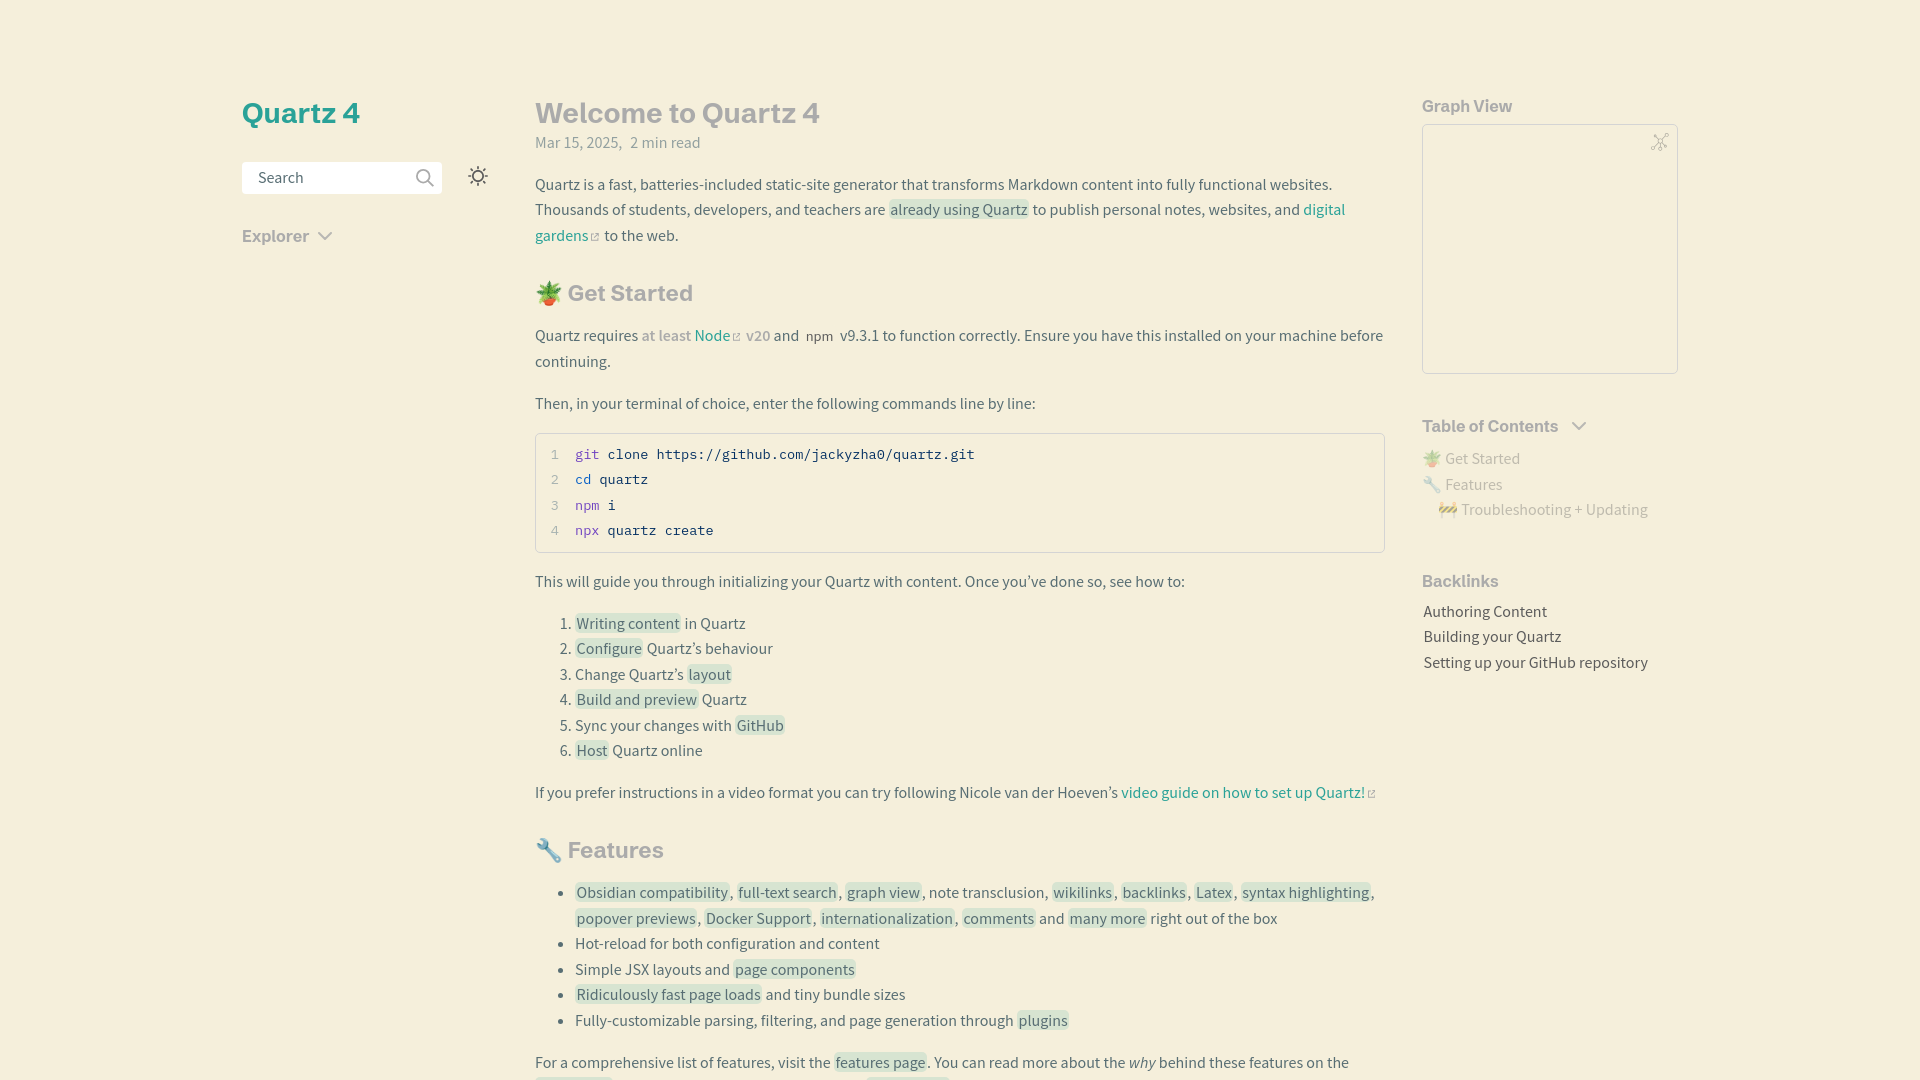 Quartz 4
Search
Explorer
Welcome to Quartz 4
Mar 15, 2025, 2 min read
Quartz is a fast, batteries-included static-site generator that transforms Markdown content into fully functional websites.
Thousands of students, developers, and teachers are already using Quartz to publish personal notes, websites, and digital
gardens to the web.
🪴 Get Started
Quartz requires at least Node v20 and npm v9.3.1 to function correctly. Ensure you have this installed on your machine before
continuing.
Then, in your terminal of choice, enter the following commands line by line:
1 git clone https://github.com/jackyzha0/quartz.git
2 cd quartz
3 npm i
4 npx quartz create
This will guide you through initializing your Quartz with content. Once you’ve done so, see how to:
1. Writing content in Quartz
2. Configure Quartz’s behaviour
3. Change Quartz’s layout
4. Build and preview Quartz
5. Sync your changes with GitHub
6. Host Quartz online
If you prefer instructions in a video format you can try following Nicole van der Hoeven’s video guide on how to set up Quartz!
🔧 Features
• Obsidian compatibility, full-text search, graph view, note transclusion, wikilinks, backlinks, Latex, syntax highlighting,
popover previews, Docker Support, internationalization, comments and many more right out of the box
• Hot-reload for both configuration and content
• Simple JSX layouts and page components
• Ridiculously fast page loads and tiny bundle sizes
• Fully-customizable parsing, filtering, and page generation through plugins
For a comprehensive list of features, visit the features page. You can read more about the why behind these features on the
Graph View
Table of Contents
🪴 Get Started
🔧 Features
🚧 Troubleshooting + Updating
Backlinks
Authoring Content
Building your Quartz
Setting up your GitHub repository